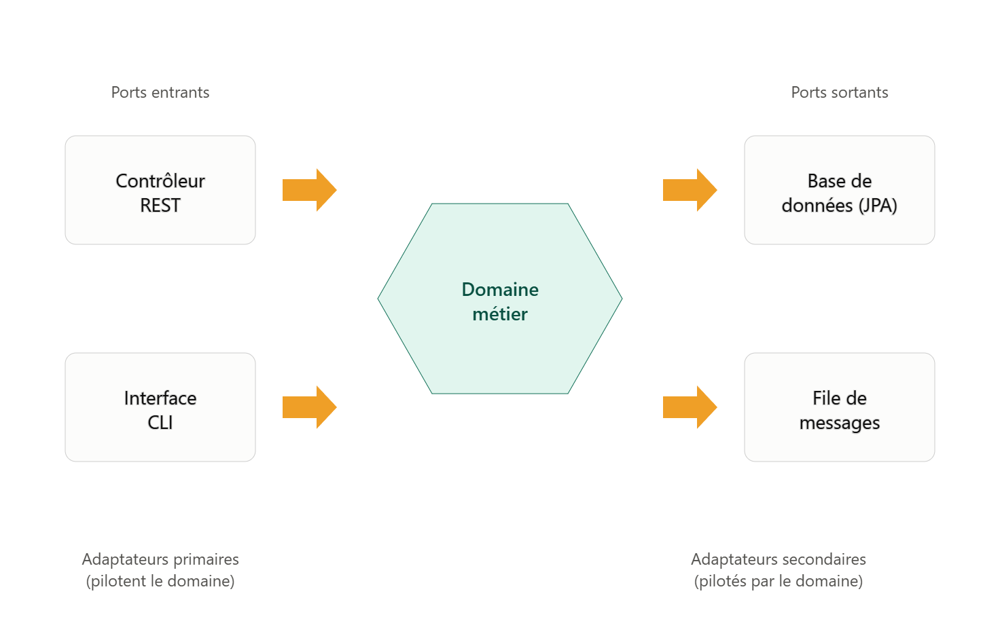 Ports entrants
Ports sortants
Contrôleur
REST
Base de
données (JPA)
Domaine
métier
Interface
CLI
File de
messages
Adaptateurs primaires
(pilotent le domaine)
Adaptateurs secondaires
(pilotés par le domaine)